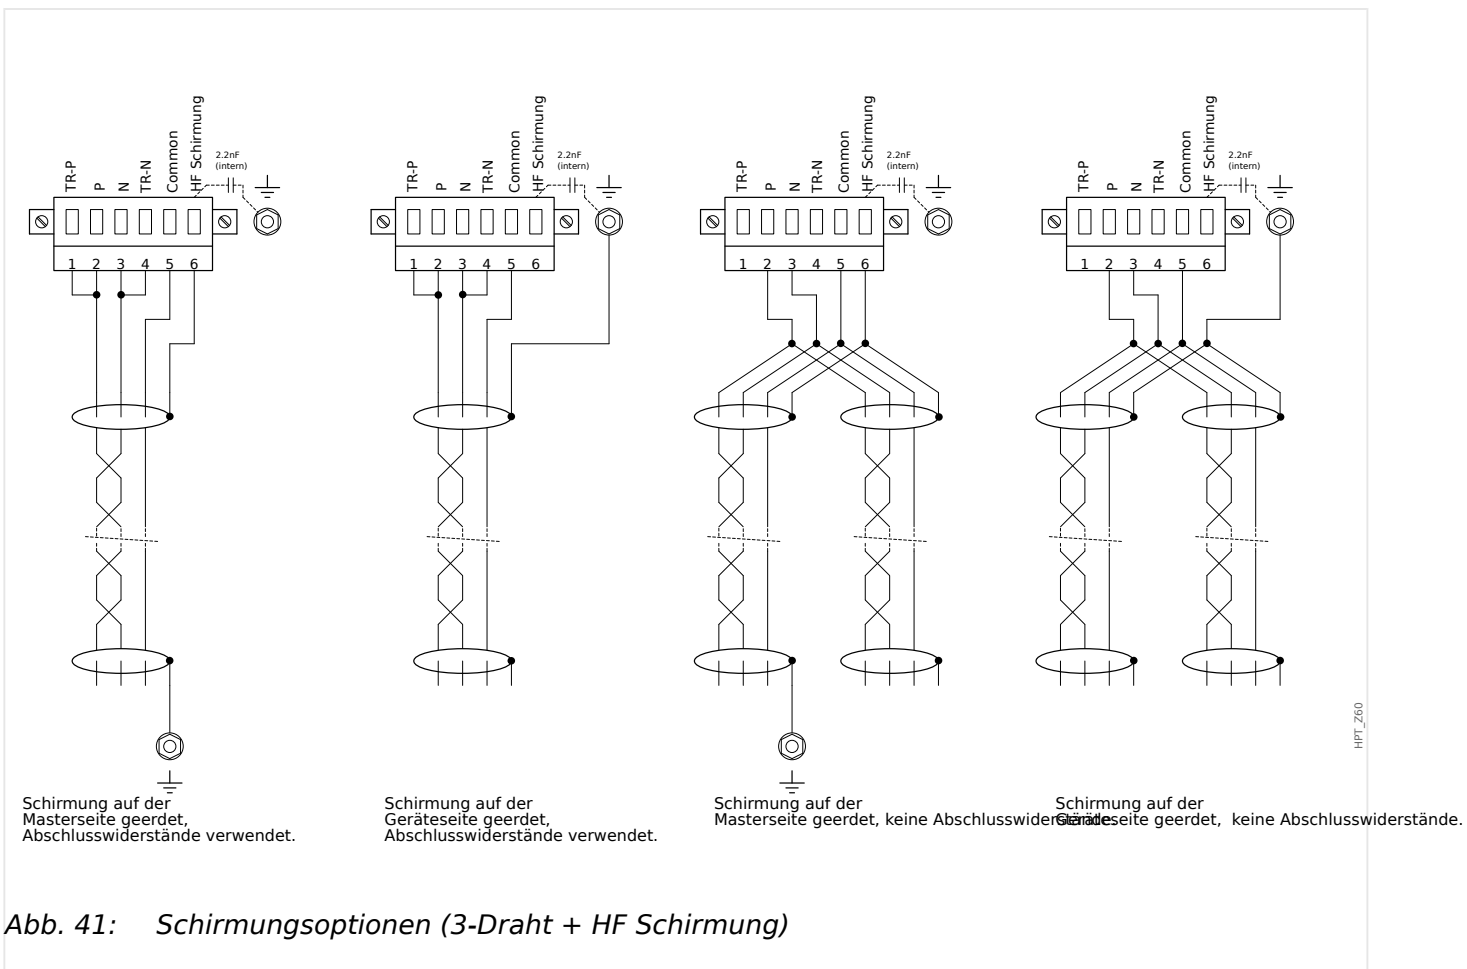 TR-P
P
N
TR-N
Common
HF Schirmung
2.2nF
(intern)
1 2 3 4 5 6
TR-P
P
N
TR-N
Common
HF Schirmung
2.2nF
(intern)
1 2 3 4 5 6
TR-P
P
N
TR-N
Common
HF Schirmung
2.2nF
(intern)
1 2 3 4 5 6
TR-P
P
N
TR-N
Common
HF Schirmung
2.2nF
(intern)
1 2 3 4 5 6
HPT_Z60
Schirmung auf der
Masterseite geerdet,
Abschlusswiderstände verwendet.
Schirmung auf der
Geräteseite geerdet,
Abschlusswiderstände verwendet.
Schirmung auf der
Masterseite geerdet, keine Abschlusswiderstände.
Schirmung auf der
Geräteseite geerdet, keine Abschlusswiderstände.
Abb. 41: Schirmungsoptionen (3-Draht + HF Schirmung)